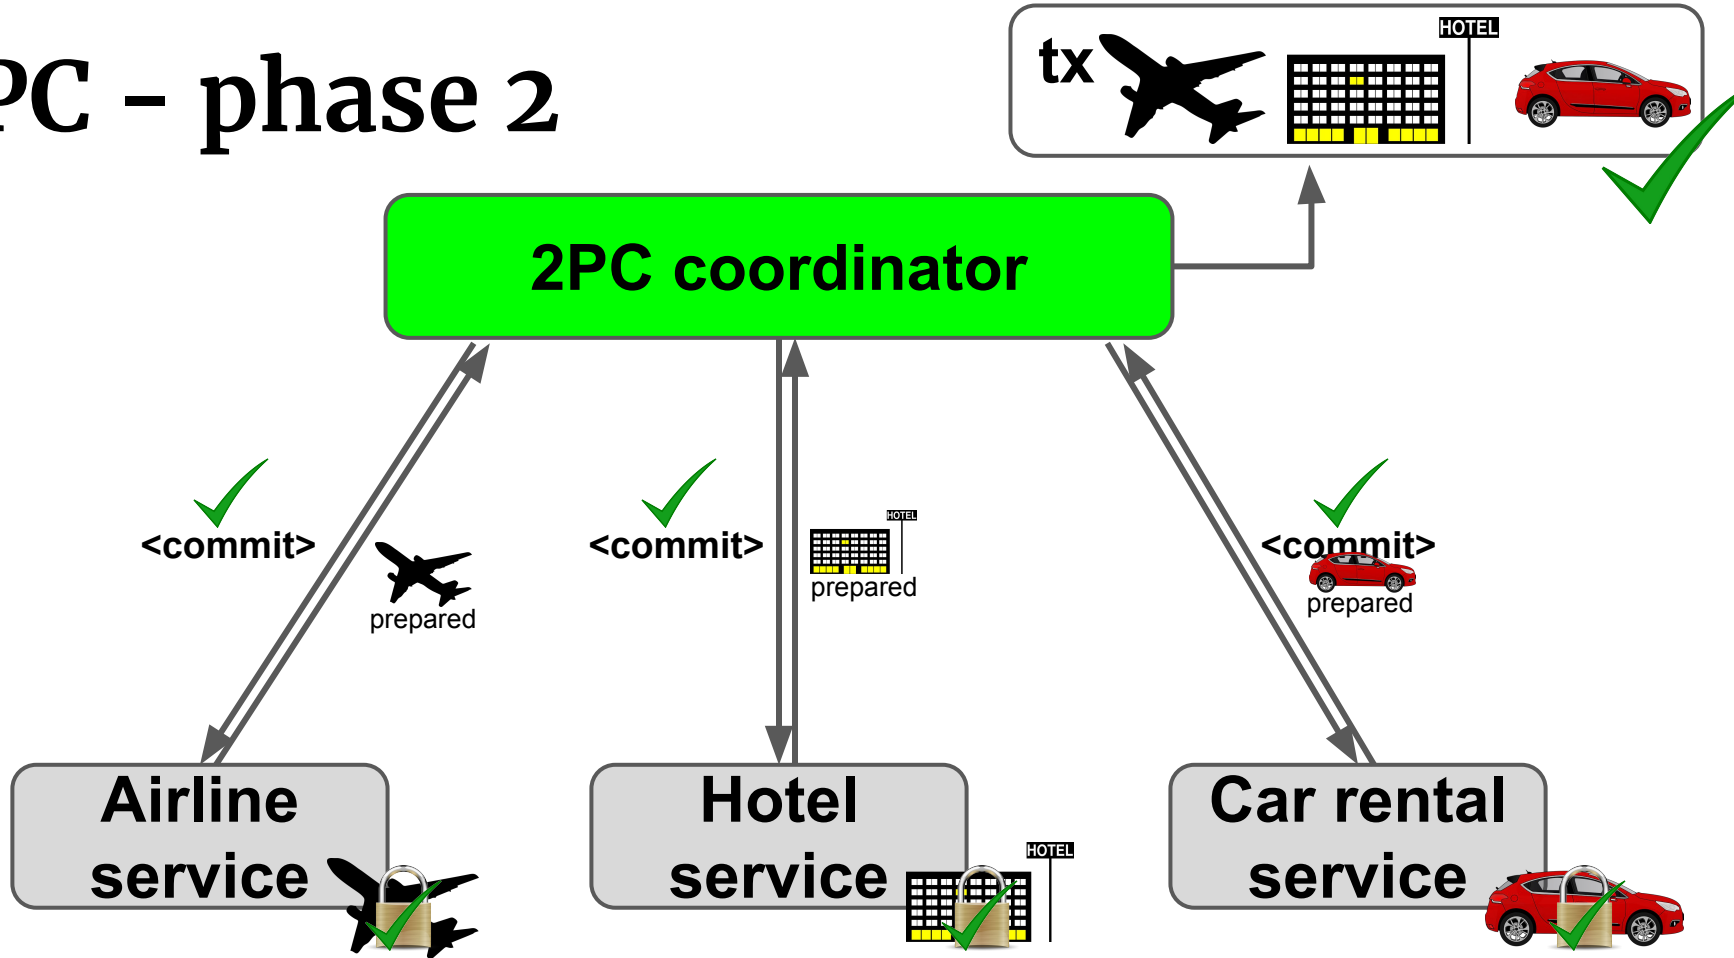 PC - phase 2
HOTEL
tx
2PC coordinator
<commit>
<commit>
<commit>
HOTEL
prepared
prepared
prepared
Airline
service
Hotel
service
Car rental
service
HOTEL